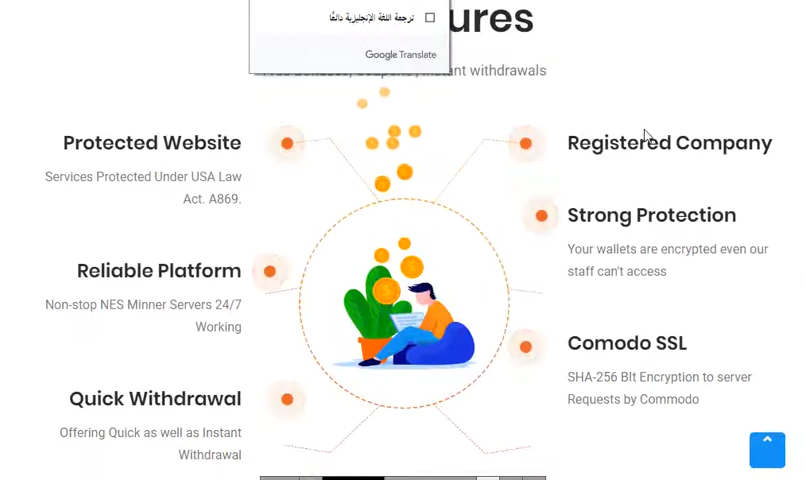 ترجمة اللغة الإنجليزية دائمًا
Google Translate
instant withdrawals
Protected Website
Services Protected Under USA Law
Act. A869.
Reliable Platform
Non-stop NES Minner Servers 24/7
Working
Quick Withdrawal
Offering Quick as well as Instant
Withdrawal
Registered Company
Strong Protection
Your wallets are encrypted even our
staff can't access
Comodo SSL
SHA-256 BIt Encryption to server
Requests by Commodo